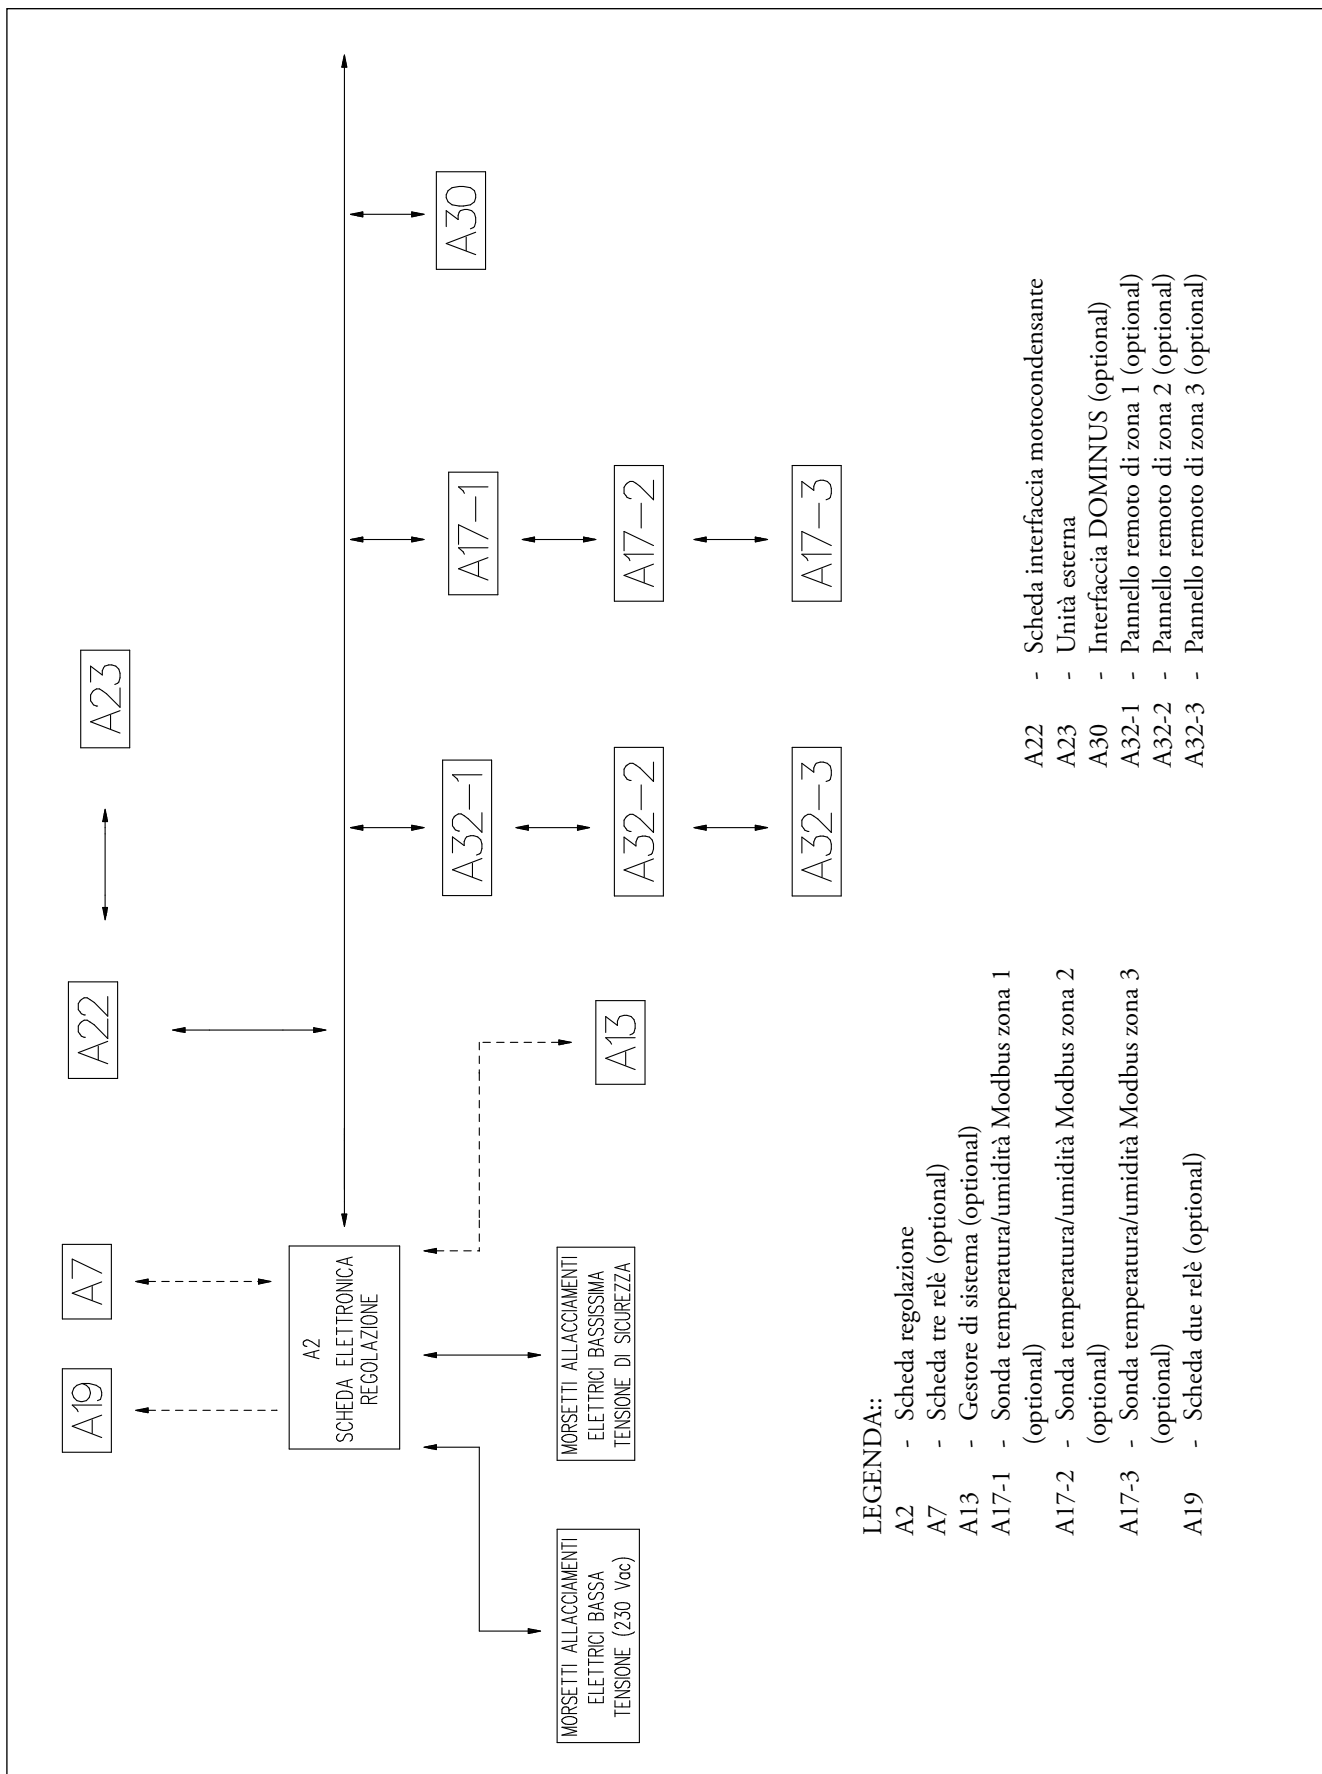 A19
A7
A22
A23
A2
SCHEDA ELETTRONICA
REGOLAZIONE
MORSETTI ALLACCIAMENTI
ELETTRICI BASSA
TENSIONE (230 Vac)
MORSETTI ALLACCIAMENTI
ELETTRICI BASSISSIMA
TENSIONE DI SICUREZZA
A13
A32-1
A32-2
A32-3
A17-1
A17-2
A17-3
A30
LEGENDA::
A2 - Scheda regolazione
A7 - Scheda tre relè (optional)
A13 - Gestore di sistema (optional)
A17-1 - Sonda temperatura/umidità Modbus zona 1
(optional)
A17-2 - Sonda temperatura/umidità Modbus zona 2
(optional)
A17-3 - Sonda temperatura/umidità Modbus zona 3
(optional)
A19 - Scheda due relè (optional)
A22 - Scheda interfaccia motocondensante
A23 - Unità esterna
A30 - Interfaccia DOMINUS (optional)
A32-1 - Pannello remoto di zona 1 (optional)
A32-2 - Pannello remoto di zona 2 (optional)
A32-3 - Pannello remoto di zona 3 (optional)